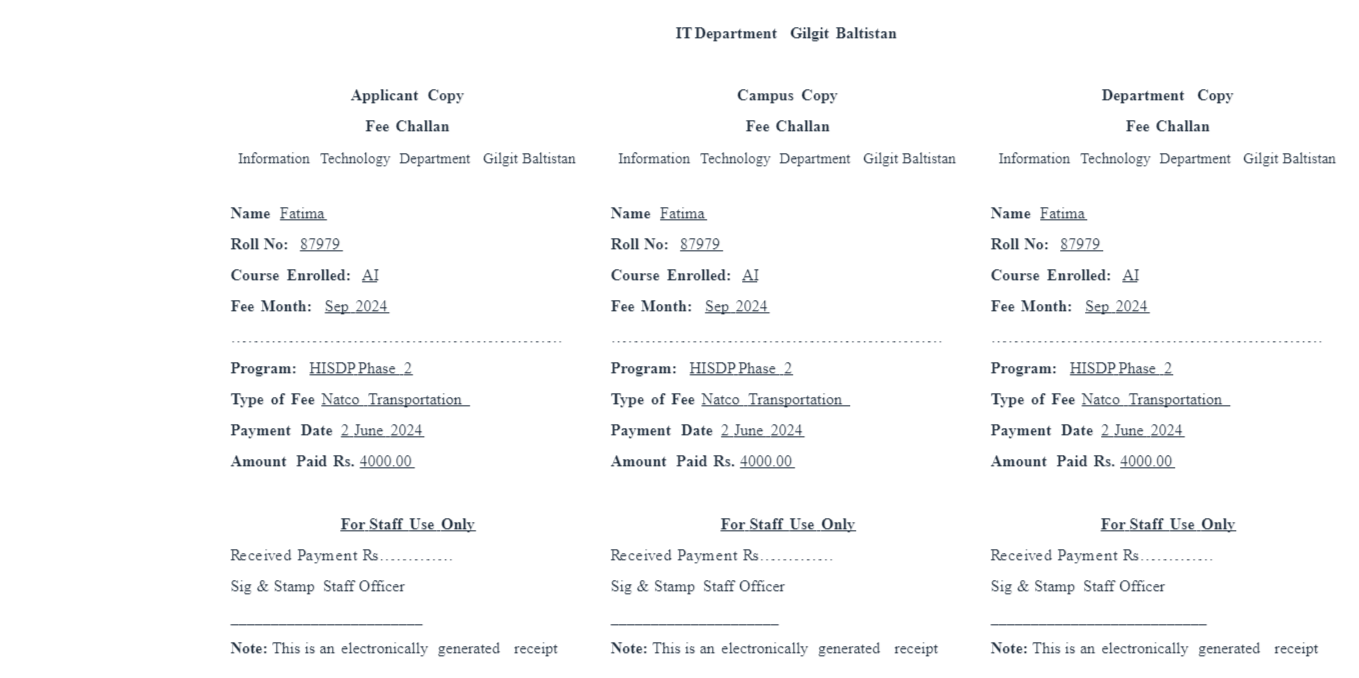 IT Department Gilgit Baltistan
Applicant Copy
Fee Challan
Information Technology Department Gilgit Baltistan
Name Fatima
Roll No: 87979
Course Enrolled: AI
Fee Month: Sep 2024
Program: HISDP Phase 2
Type of Fee Natco Transportation
Payment Date 2 June 2024
Amount Paid Rs. 4000.00
For Staff Use Only
Received Payment Rs.............
Sig & Stamp Staff Officer
Note: This is an electronically generated receipt
Campus Copy
Fee Challan
Information Technology Department Gilgit Baltistan
Name Fatima
Roll No: 87979
Course Enrolled: AI
Fee Month: Sep 2024
Program: HISDP Phase 2
Type of Fee Natco Transportation
Payment Date 2 June 2024
Amount Paid Rs. 4000.00
For Staff Use Only
Received Payment Rs.............
Sig & Stamp Staff Officer
Note: This is an electronically generated receipt
Department Copy
Fee Challan
Information Technology Department Gilgit Baltistan
Name Fatima
Roll No: 87979
Course Enrolled: AI
Fee Month: Sep 2024
Program: HISDP Phase 2
Type of Fee Natco Transportation
Payment Date 2 June 2024
Amount Paid Rs. 4000.00
For Staff Use Only
Received Payment Rs.............
Sig & Stamp Staff Officer
Note: This is an electronically generated receipt